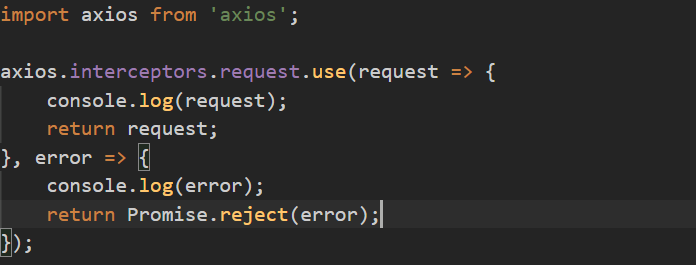 import axios from 'axios';
axios.interceptors.request.use(request => {
    console.log(request);
    return request;
}, error => {
    console.log(error);
    return Promise.reject(error);
});